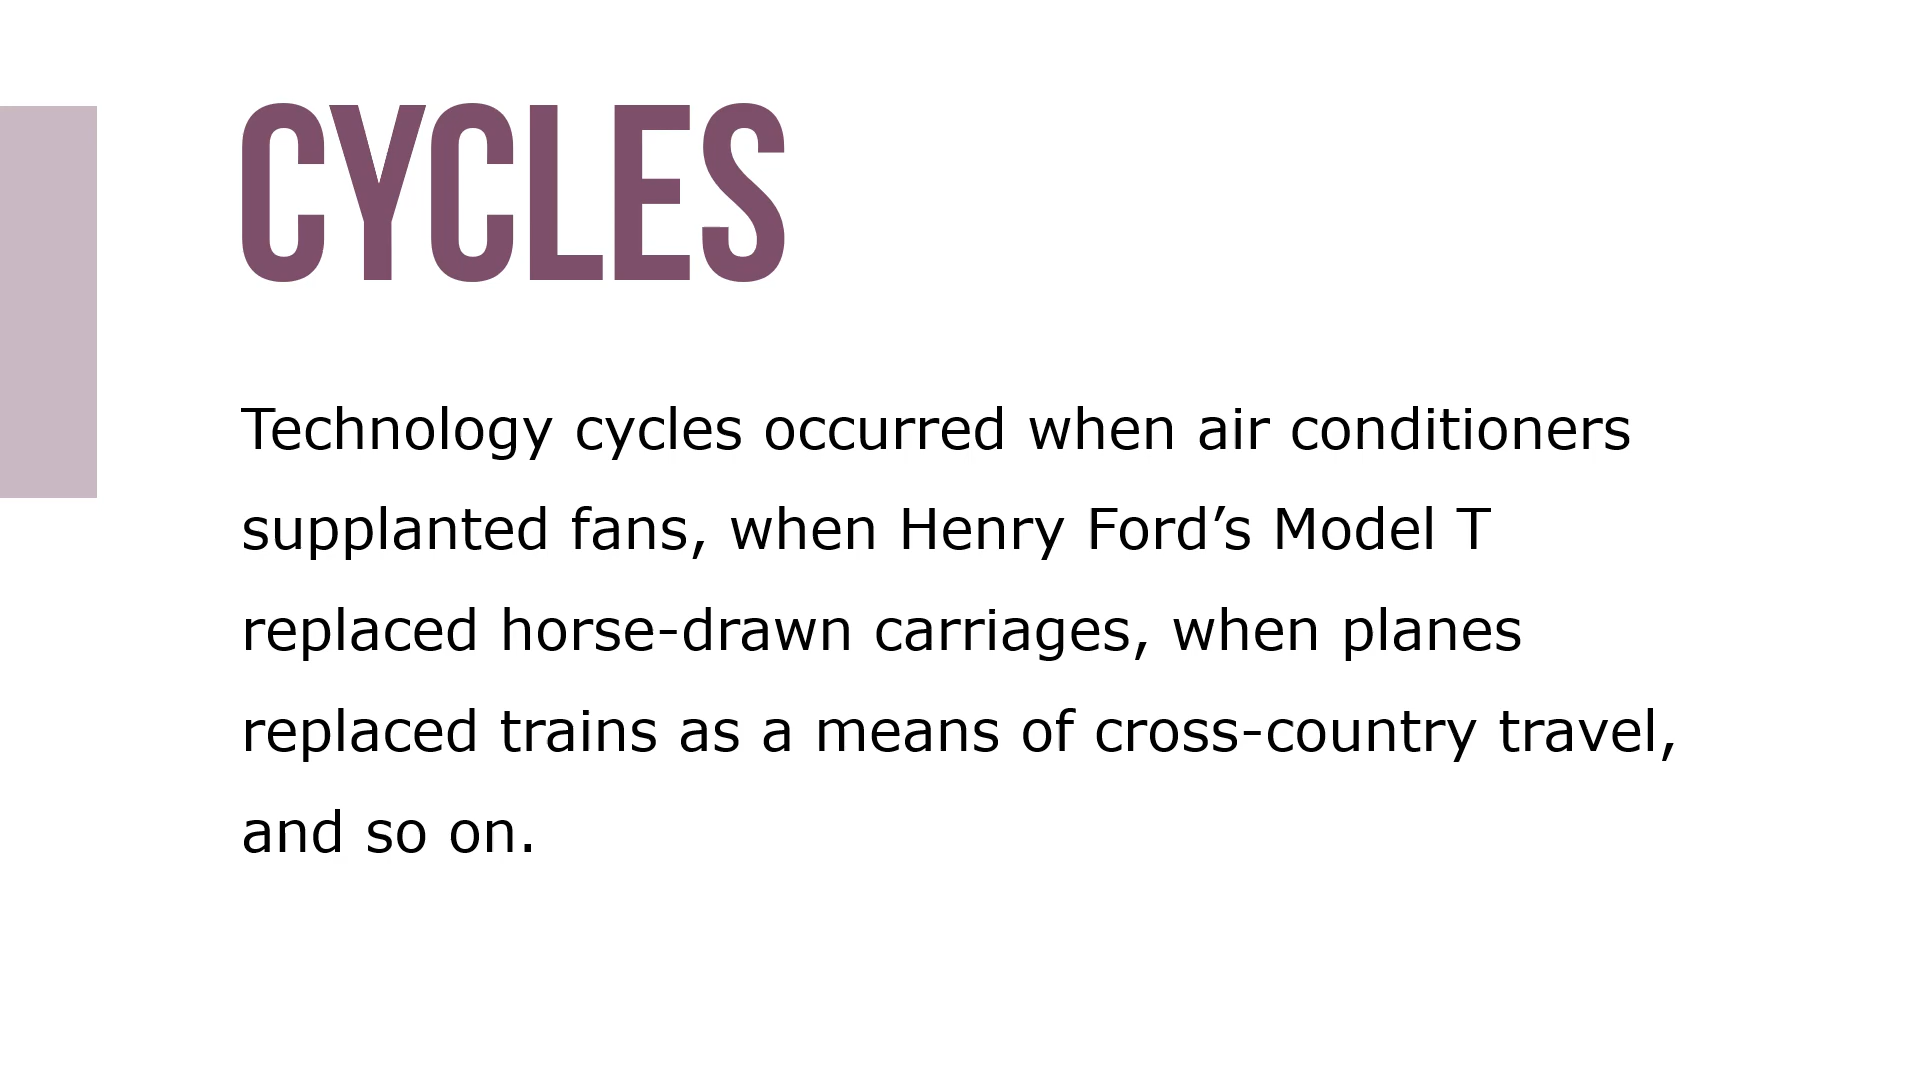 CYCLES
Technology cycles occurred when air conditioners
supplanted fans, when Henry Ford’s Model T
replaced horse-drawn carriages, when planes
replaced trains as a means of cross-country travel,
and so on.